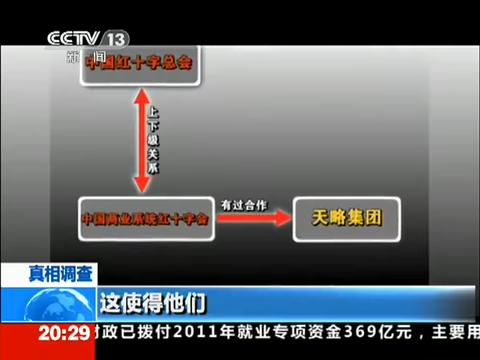 CCTV 13
新闻
中国红十字总会
上下级关系
中国商业系统红十字会
有过合作
天略集团
真相调查
这使得他们
20:29
财政已拨付2011年就业专项资金369亿元，主要用